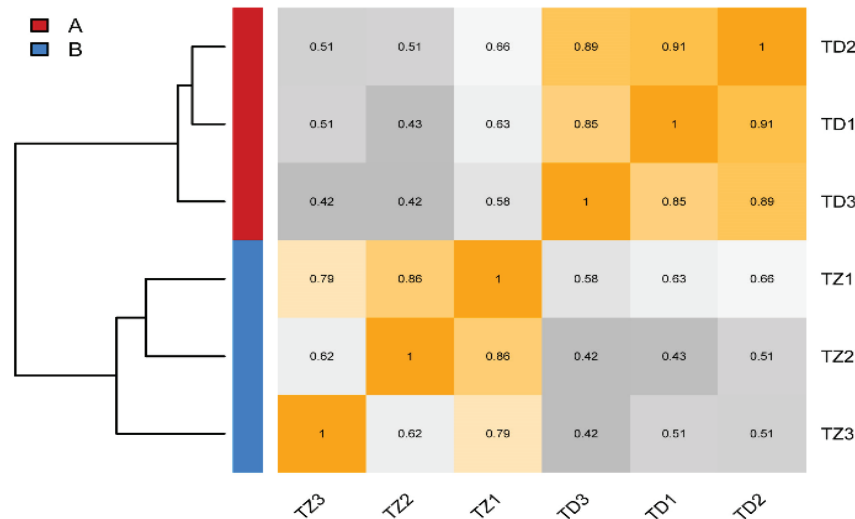 A
B
0.51 0.51 0.66 0.89 0.91 1 TD2
0.51 0.43 0.63 0.85 1 0.91 TD1
0.42 0.42 0.58 1 0.85 0.89 TD3
0.79 0.86 1 0.58 0.63 0.66 TZ1
0.62 1 0.86 0.42 0.43 0.51 TZ2
1 0.62 0.79 0.42 0.51 0.51 TZ3
TZ3 TZ2 TZ1 TD3 TD1 TD2